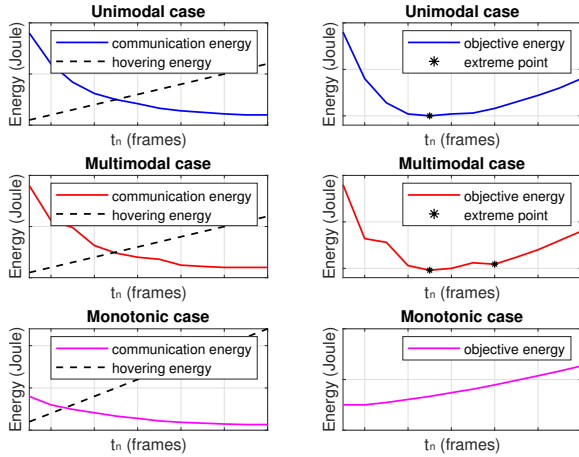 Unimodal case
Energy (Joule)
communication energy
hovering energy
tn (frames)
Unimodal case
Energy (Joule)
objective energy
extreme point
tn (frames)
Multimodal case
Energy (Joule)
communication energy
hovering energy
tn (frames)
Multimodal case
Energy (Joule)
objective energy
extreme point
tn (frames)
Monotonic case
Energy (Joule)
communication energy
hovering energy
tn (frames)
Monotonic case
Energy (Joule)
objective energy
tn (frames)